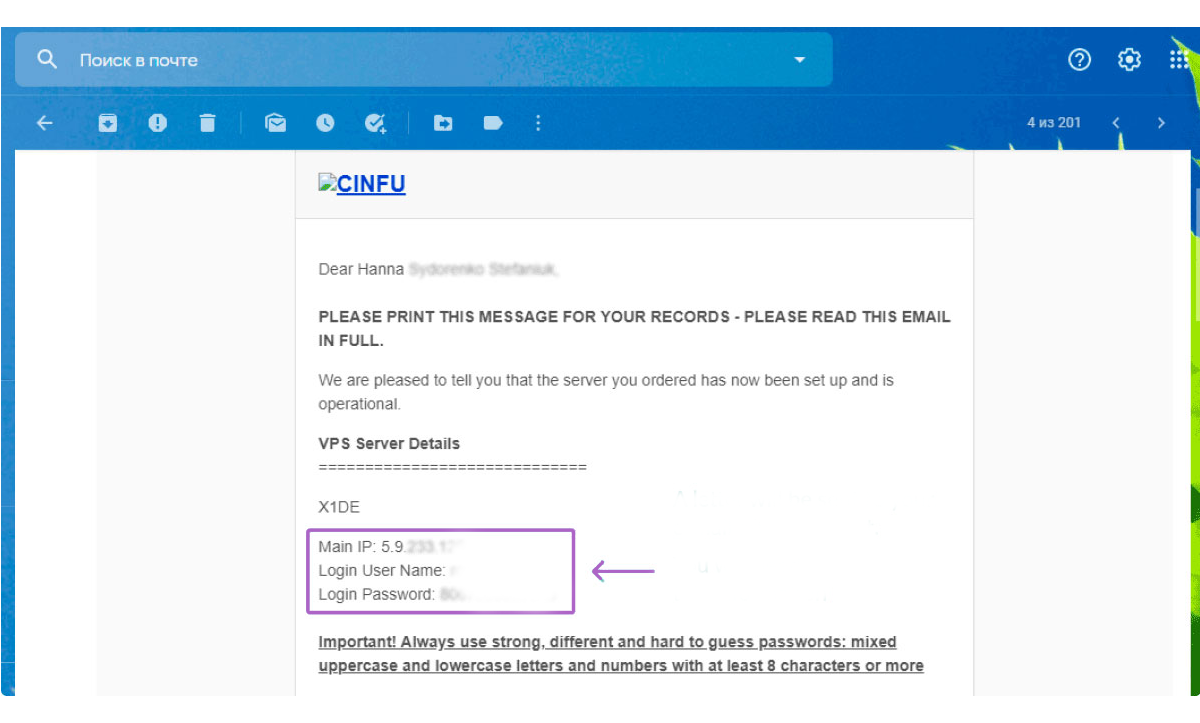 Поиск в почте
4 из 201
CINFU
Dear Hanna
PLEASE PRINT THIS MESSAGE FOR YOUR RECORDS - PLEASE READ THIS EMAIL
IN FULL.
We are pleased to tell you that the server you ordered has now been set up and is
operational.
VPS Server Details
=============================
X1DE
Main IP: 5.9.
Login User Name:
Login Password:
Important! Always use strong, different and hard to guess passwords: mixed
uppercase and lowercase letters and numbers with at least 8 characters or more